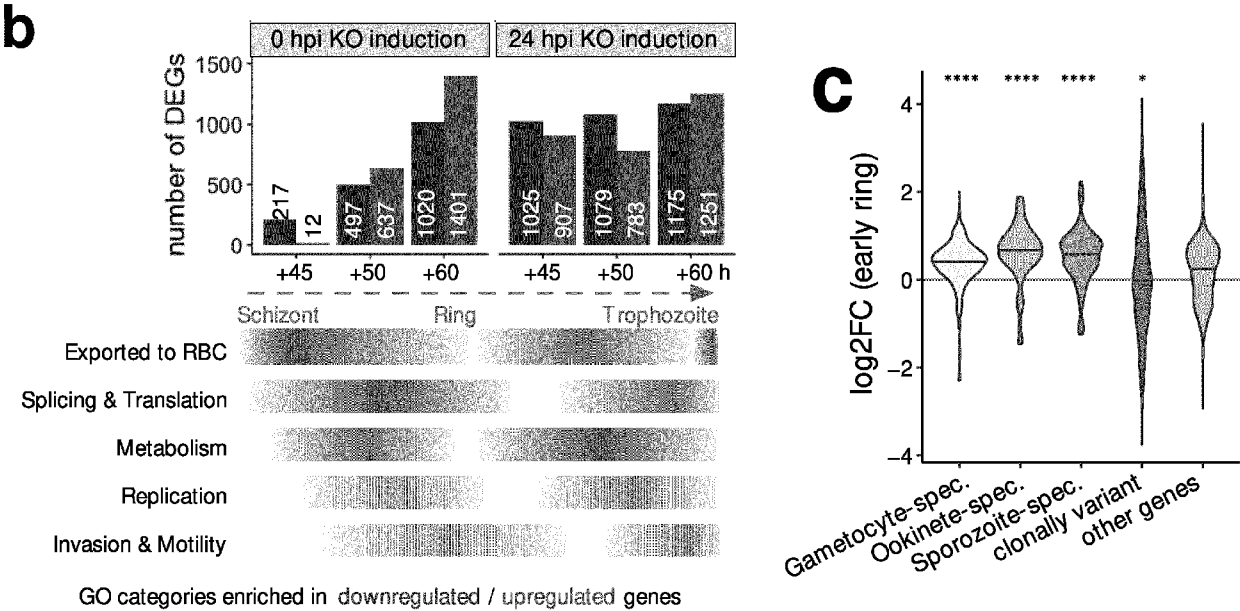 b
0 hpi KO induction
24 hpi KO induction
number of DEGs
1500
1000
500
0
217
12
497
637
1020
1401
1025
907
1079
783
1175
1251
+45
+50
+60
+45
+50
+60 h
Schizont
Ring
Trophozoite
Exported to RBC
Splicing & Translation
Metabolism
Replication
Invasion & Motility
GO categories enriched in downregulated / upregulated genes
c
**** **** **** *
log2FC (early ring)
4
2
0
−2
−4
Gametocyte-spec.
Ookinete-spec.
Sporozoite-spec.
clonally variant
other genes